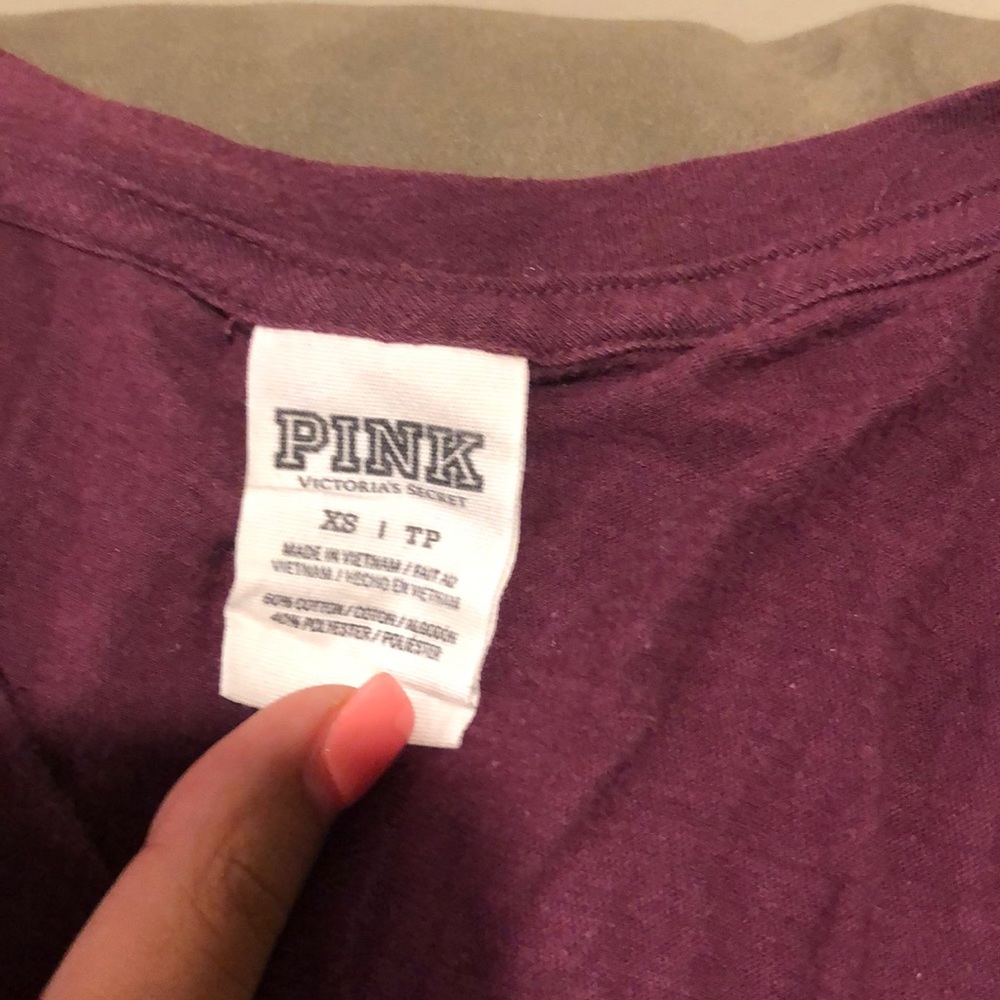 PINK
VICTORIA'S SECRET
XS | TP
MADE IN VIETNAM / FAIT AU
VIETNAM / HECHO EN VIETNAM
60% COTTON / COTON / ALGODÓN
40% POLYESTER / POLIÉSTER